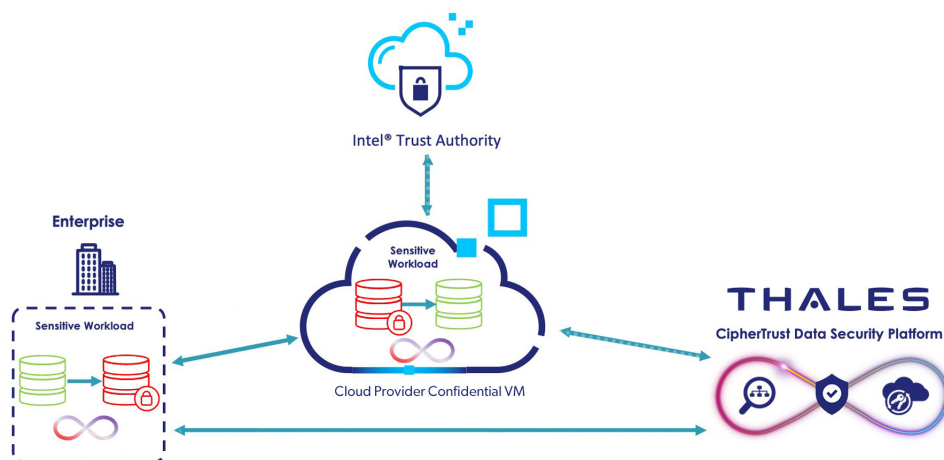 Intel® Trust Authority
Enterprise
Sensitive
Workload
Sensitive Workload
THALES
CipherTrust Data Security Platform
Cloud Provider Confidential VM